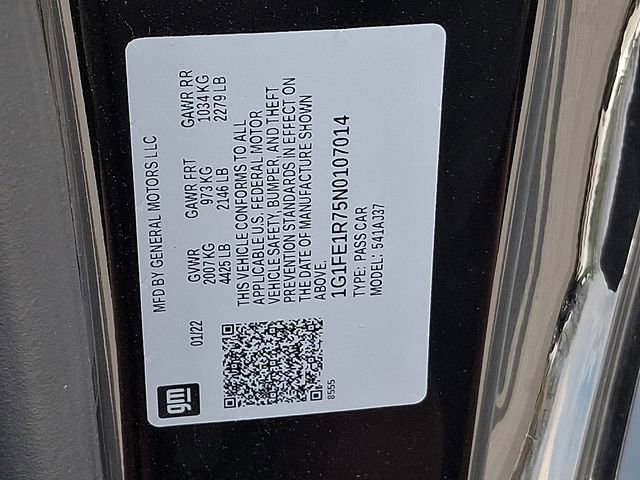 gm
MFD BY GENERAL MOTORS LLC
01/22
GVWR GAWR FRT GAWR RR
2007 KG 973 KG 1034 KG
4425 LB 2146 LB 2279 LB
THIS VEHICLE CONFORMS TO ALL
APPLICABLE U.S. FEDERAL MOTOR
VEHICLE SAFETY, BUMPER, AND THEFT
PREVENTION STANDARDS IN EFFECT ON
THE DATE OF MANUFACTURE SHOWN
ABOVE.
8555
1G1FE1R75N0107014
TYPE: PASS CAR
MODEL: 541AJ37